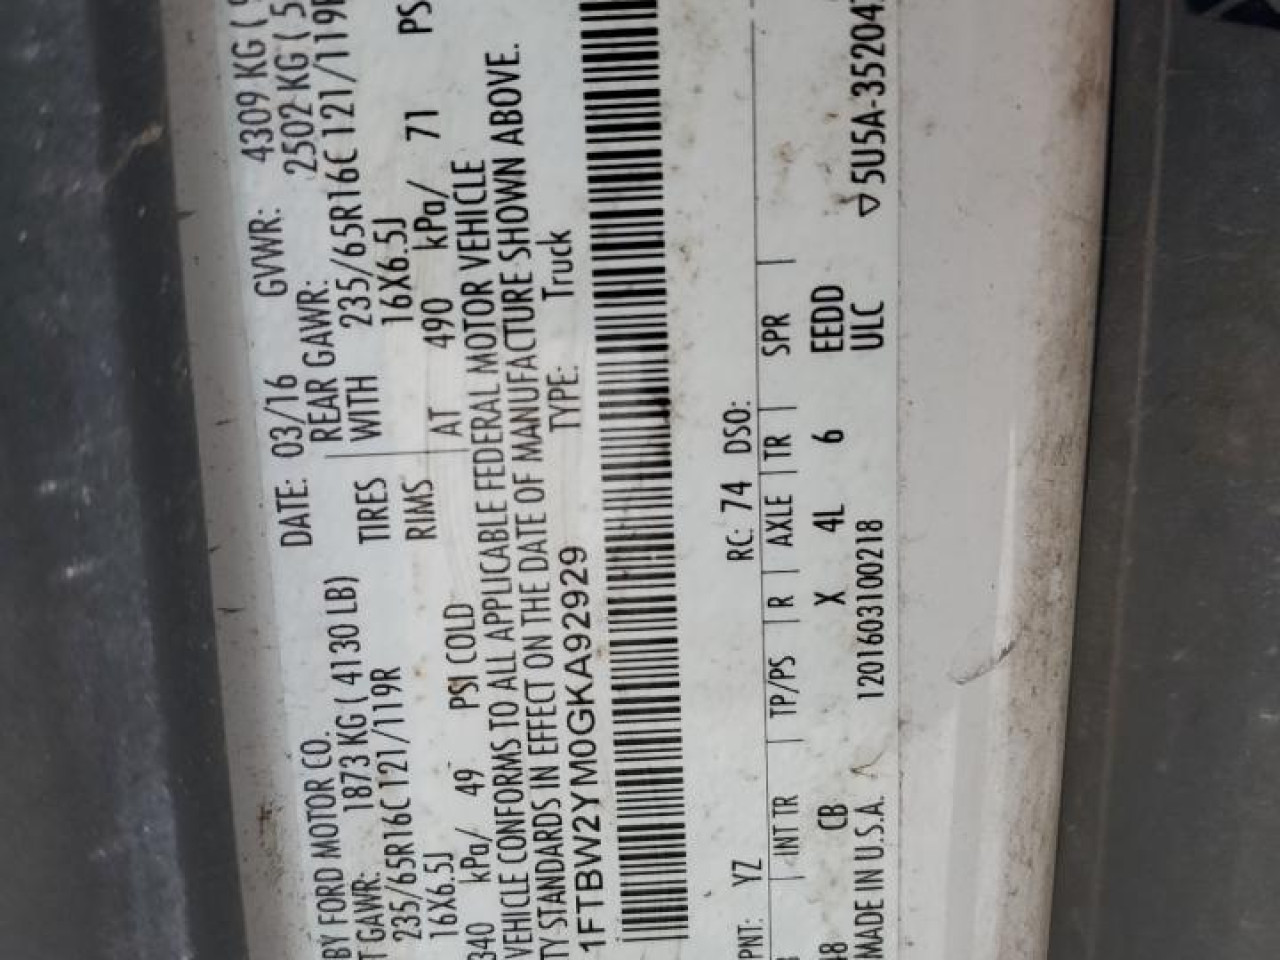 BY FORD MOTOR CO. DATE: 03/16 GVWR: 4309 KG (
GAWR: 1873 KG ( 4130 LB) REAR GAWR: 2502 KG ( 5
235/65R16C 121/119R TIRES WITH 235/65R16C 121/119R
16X6.5J RIMS 16X6.5J
340 kPa/ 49 PSI COLD AT 490 kPa/ 71 PS
VEHICLE CONFORMS TO ALL APPLICABLE FEDERAL MOTOR VEHICLE
TY STANDARDS IN EFFECT ON THE DATE OF MANUFACTURE SHOWN ABOVE.
1FTBW2YM0GKA92929 TYPE: Truck
PNT: YZ RC: 74 DSO:
INT TR TP/PS R AXLE TR SPR
48 CB X 4L 6 EEDD
MADE IN U.S.A. 1201603100218 ULC ▽5U5A-35204